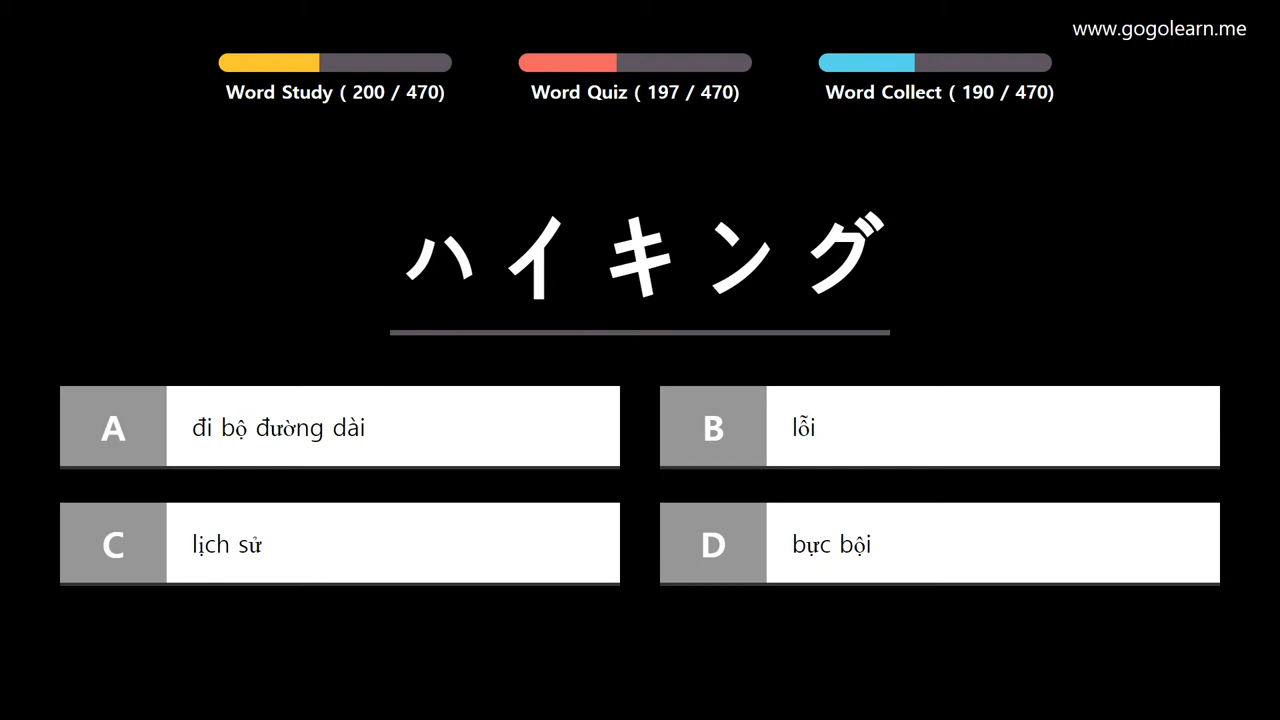 www.gogolearn.me
Word Study ( 200 / 470)
Word Quiz ( 197 / 470)
Word Collect ( 190 / 470)
ハイキング
A đi bộ đường dài
B lỗi
C lịch sử
D bực bội